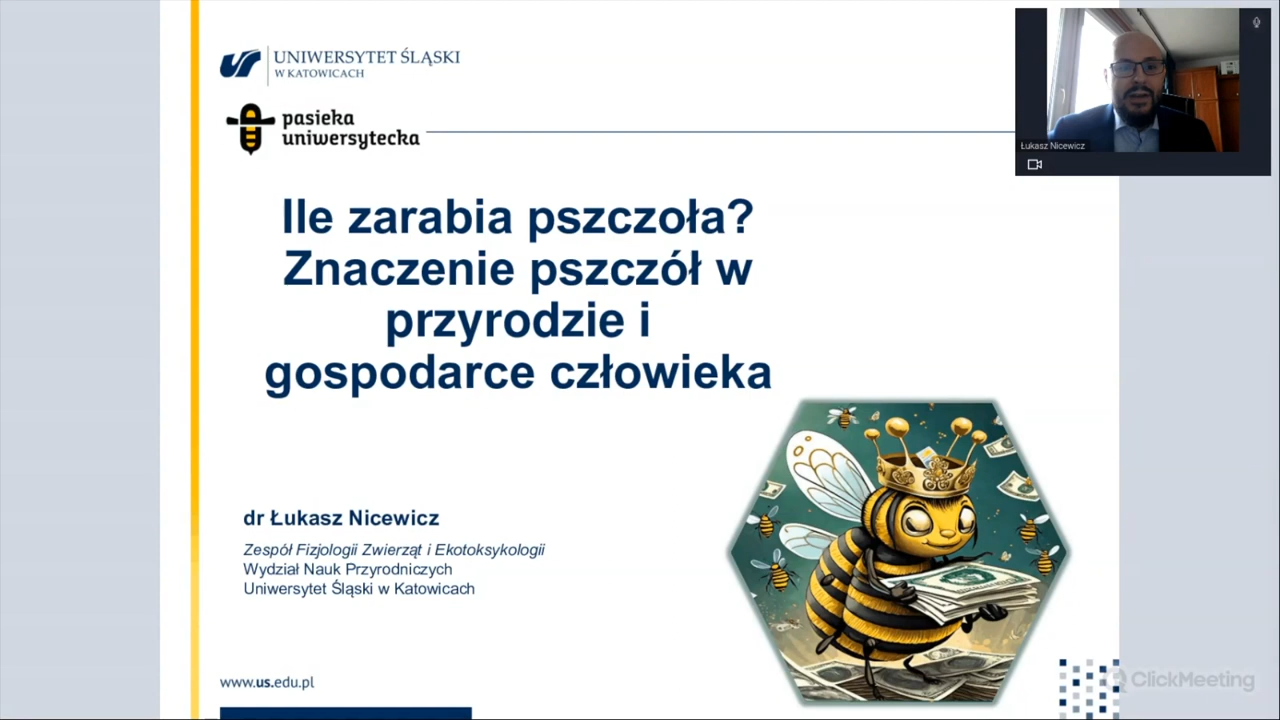 UNIWERSYTET ŚLĄSKI
W KATOWICACH
pasieka
uniwersytecka
Łukasz Nicewicz
Ile zarabia pszczoła?
Znaczenie pszczół w
przyrodzie i
gospodarce człowieka
dr Łukasz Nicewicz
Zespół Fizjologii Zwierząt i Ekotoksykologii
Wydział Nauk Przyrodniczych
Uniwersytet Śląski w Katowicach
www.us.edu.pl
ClickMeeting